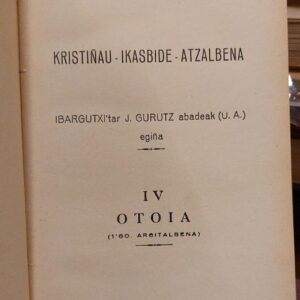 KRISTIÑAU-IKASBIDE-ATZALBENA
IBARGUTXI'tar J. GURUTZ abadeak (U. A.)
egiña
IV
OTOIA
(1'GO. ARGITALBENA)